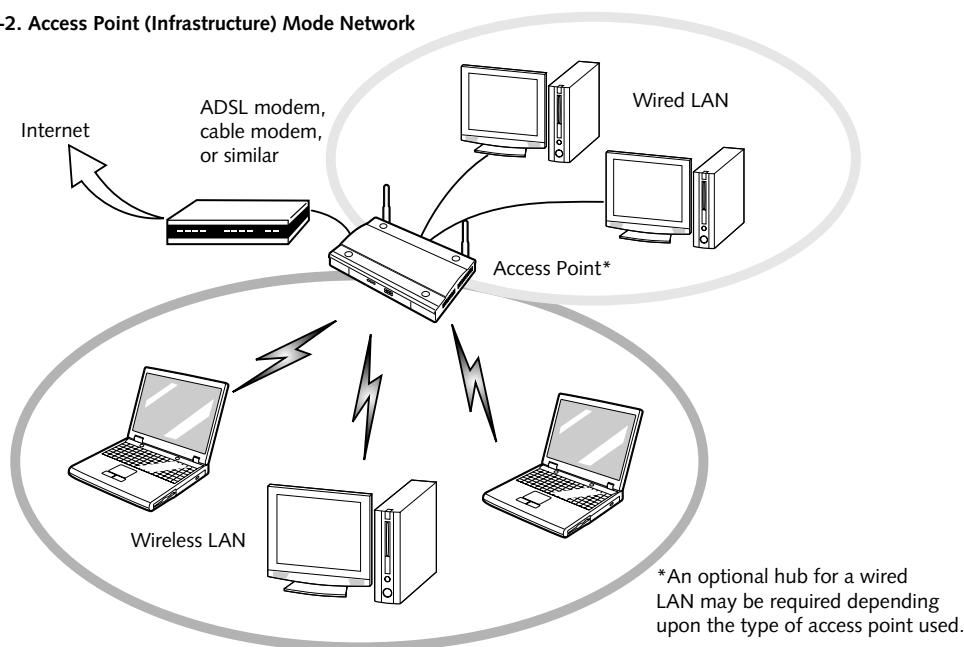 -2. Access Point (Infrastructure) Mode Network
ADSL modem,
cable modem,
or similar
Internet
Wired LAN
Access Point*
Wireless LAN
*An optional hub for a wired
LAN may be required depending
upon the type of access point used.